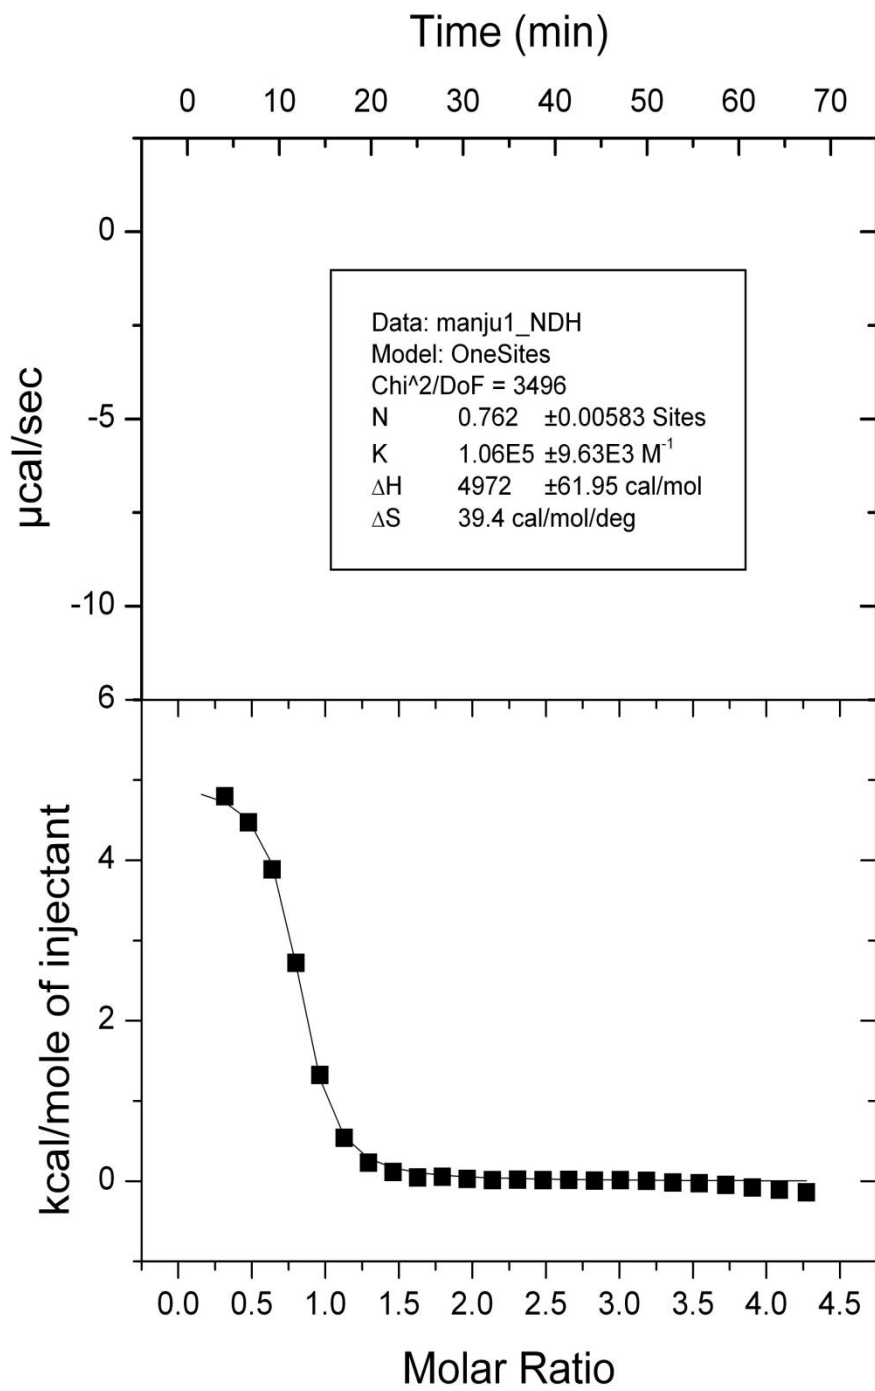 Time (min)
0 10 20 30 40 50 60 70
µcal/sec
0
-5
-10
Data: manju1_NDH
Model: OneSites
Chi^2/DoF = 3496
N 0.762 ±0.00583 Sites
K 1.06E5 ±9.63E3 M⁻¹
ΔH 4972 ±61.95 cal/mol
ΔS 39.4 cal/mol/deg
kcal/mole of injectant
6
4
2
0
0.0 0.5 1.0 1.5 2.0 2.5 3.0 3.5 4.0 4.5
Molar Ratio